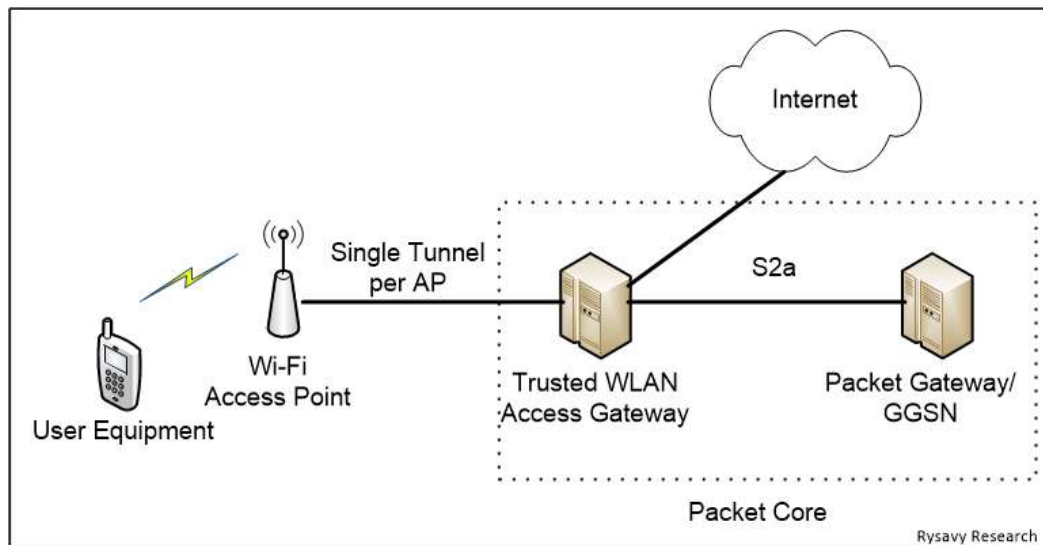 Internet
Single Tunnel
per AP
S2a
Wi-Fi
Access Point
User Equipment
Trusted WLAN
Access Gateway
Packet Gateway/
GGSN
Packet Core
Rysavy Research